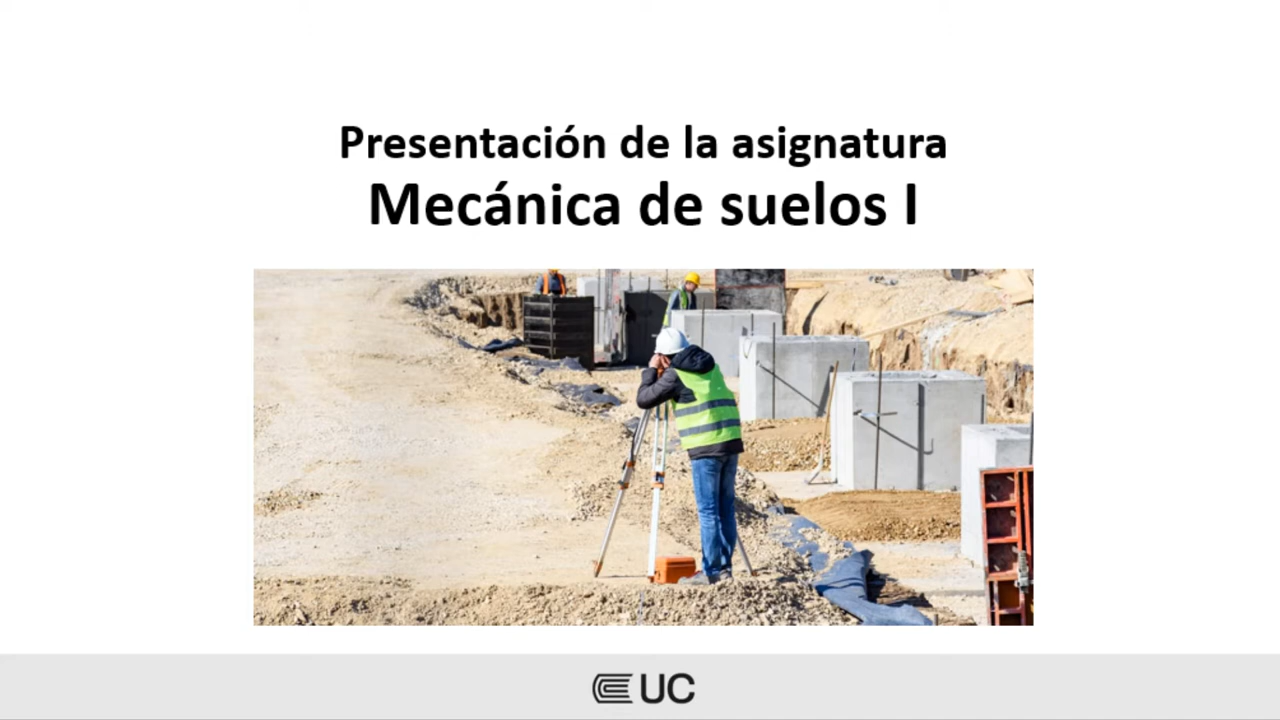 Presentación de la asignatura
Mecánica de suelos I
UC